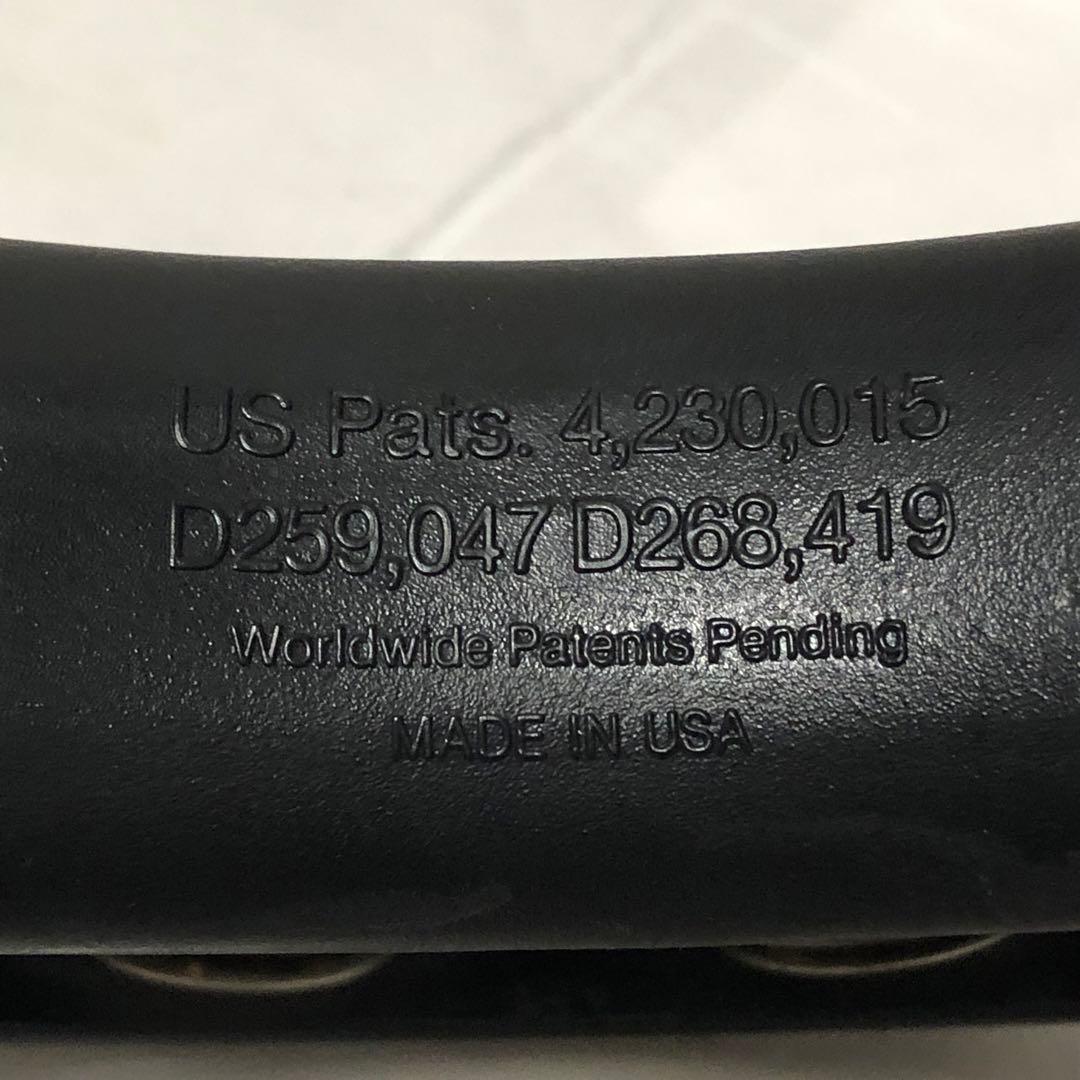 US Pats. 4,230,015
D259,047 D268,419
Worldwide Patents Pending
MADE IN USA